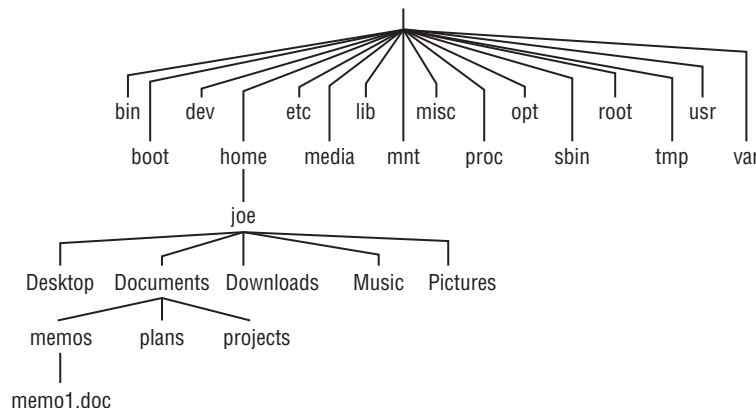 bin dev etc lib misc opt root usr
boot home media mnt proc sbin tmp var
joe
Desktop Documents Downloads Music Pictures
memos plans projects
memo1.doc